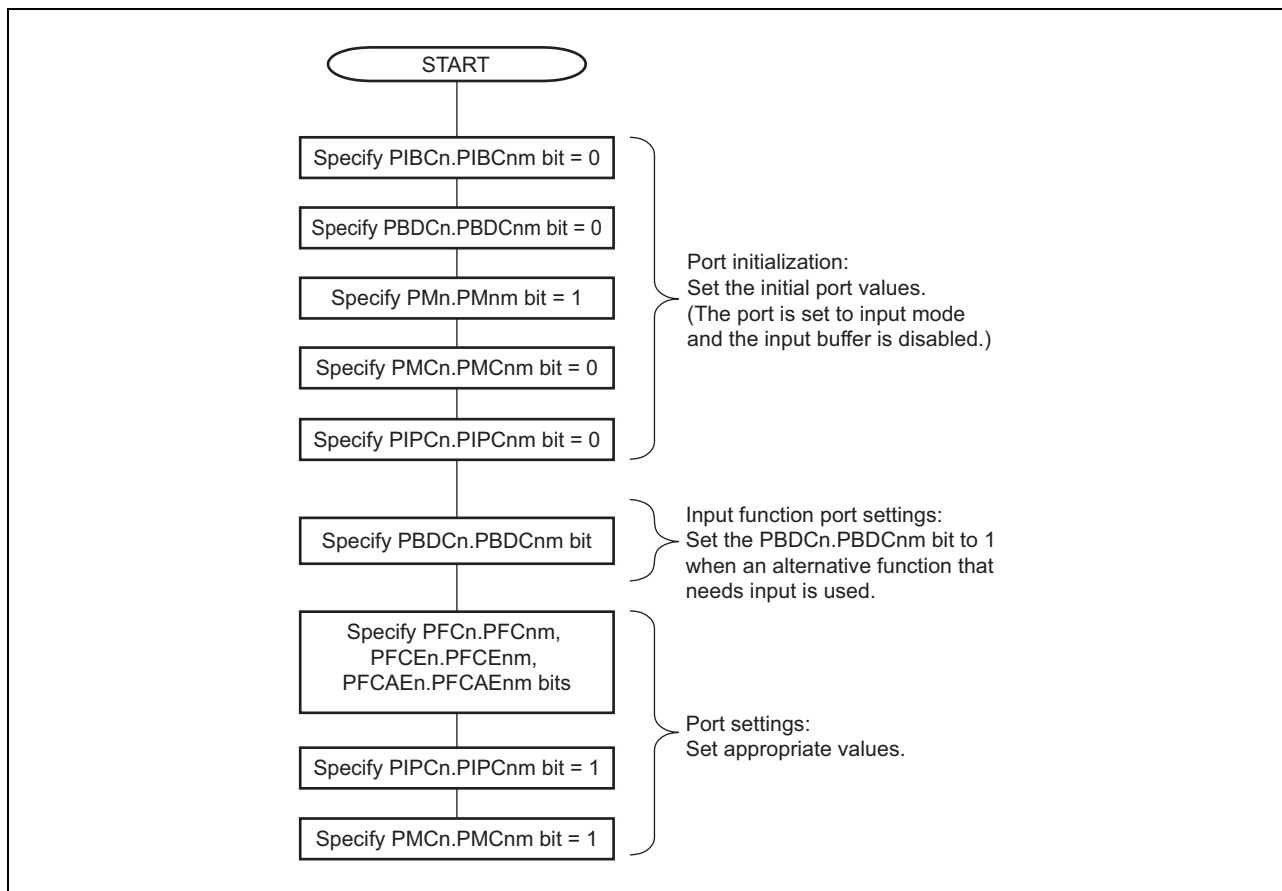 START
Specify PIBCn.PIBCnm bit = 0
Specify PBDCn.PBDCnm bit = 0
Specify PMn.PMnm bit = 1
Specify PMCn.PMCnm bit = 0
Specify PIPCn.PIPCnm bit = 0
Port initialization:
Set the initial port values.
(The port is set to input mode
and the input buffer is disabled.)
Specify PBDCn.PBDCnm bit
Input function port settings:
Set the PBDCn.PBDCnm bit to 1
when an alternative function that
needs input is used.
Specify PFCn.PFCnm,
PFCEn.PFCEnm,
PFCAEn.PFCAEnm bits
Specify PIPCn.PIPCnm bit = 1
Specify PMCn.PMCnm bit = 1
Port settings:
Set appropriate values.